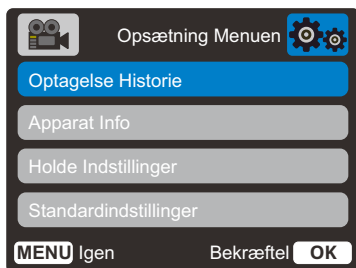 Opsætning Menuen
Optagelse Historie
Apparat Info
Holde Indstillinger
Standardindstillinger
MENU Igen Bekræftel OK